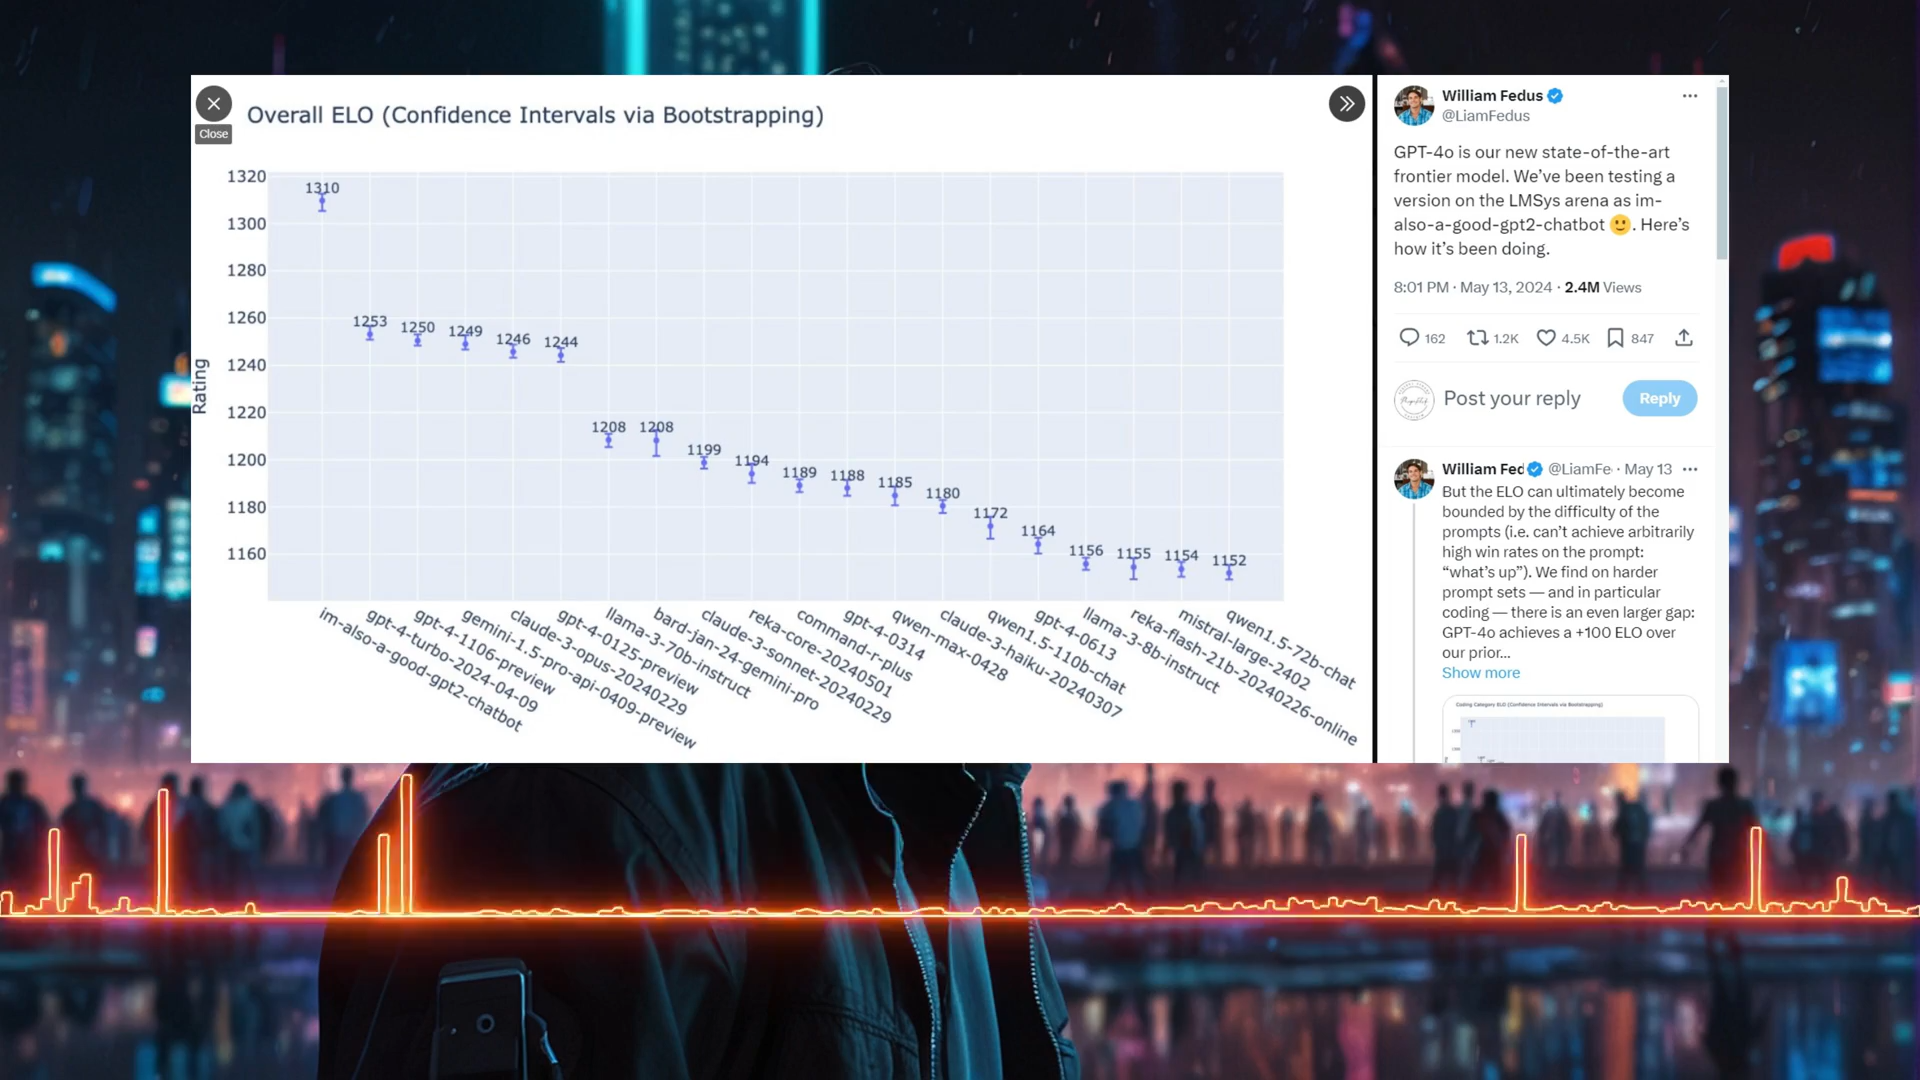 Close
Overall ELO (Confidence Intervals via Bootstrapping)
Rating
1320
1300
1280
1260
1240
1220
1200
1180
1160
1310
1253
1250
1249
1246
1244
1208
1208
1199
1194
1189
1188
1185
1180
1172
1164
1156
1155
1154
1152
im-also-a-good-gpt2-chatbot
gpt-4-turbo-2024-04-09
gpt-4-1106-preview
gemini-1.5-pro-api-0409-preview
claude-3-opus-20240229
gpt-4-0125-preview
llama-3-70b-instruct
bard-jan-24-gemini-pro
claude-3-sonnet-20240229
reka-core-20240501
command-r-plus
gpt-4-0314
qwen-max-0428
claude-3-haiku-20240307
qwen1.5-110b-chat
gpt-4-0613
llama-3-8b-instruct
reka-flash-21b-20240226-online
mistral-large-2402
qwen1.5-72b-chat
William Fedus
@LiamFedus
GPT-4o is our new state-of-the-art
frontier model. We’ve been testing a
version on the LMSys arena as im-
also-a-good-gpt2-chatbot 🙂. Here’s
how it’s been doing.
8:01 PM · May 13, 2024 · 2.4M Views
162 1.2K 4.5K 847
Post your reply
Reply
William Fed @LiamFe · May 13
But the ELO can ultimately become
bounded by the difficulty of the
prompts (i.e. can’t achieve arbitrarily
high win rates on the prompt:
“what’s up”). We find on harder
prompt sets — and in particular
coding — there is an even larger gap:
GPT-4o achieves a +100 ELO over
our prior...
Show more
Coding Category ELO (Confidence Intervals via Bootstrapping)